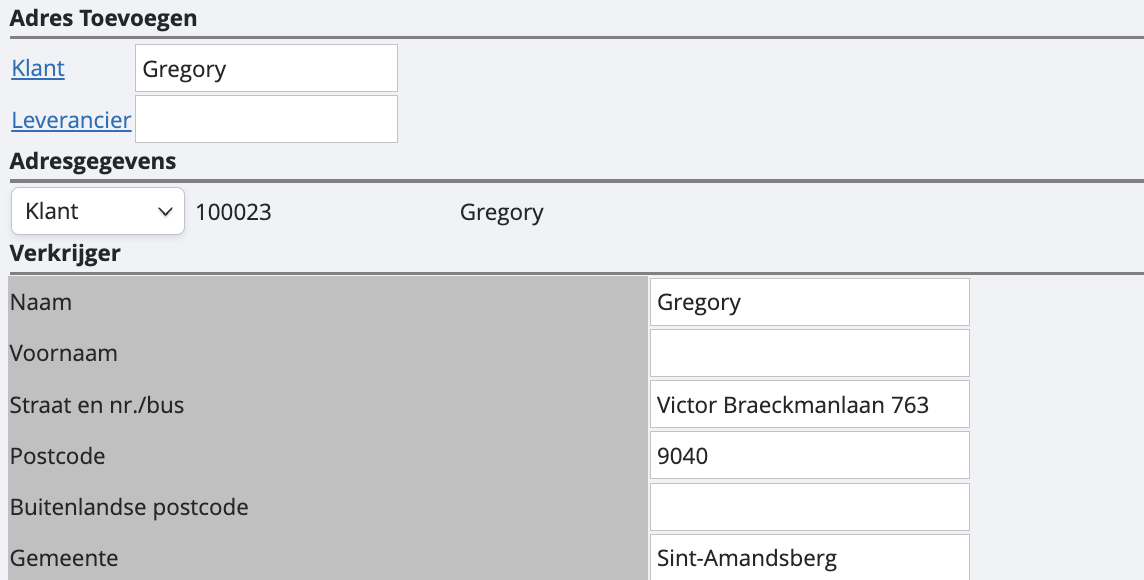 Adres Toevoegen
Klant Gregory
Leverancier
Adresgegevens
Klant 100023 Gregory
Verkrijger
Naam Gregory
Voornaam
Straat en nr./bus Victor Braeckmanlaan 763
Postcode 9040
Buitenlandse postcode
Gemeente Sint-Amandsberg